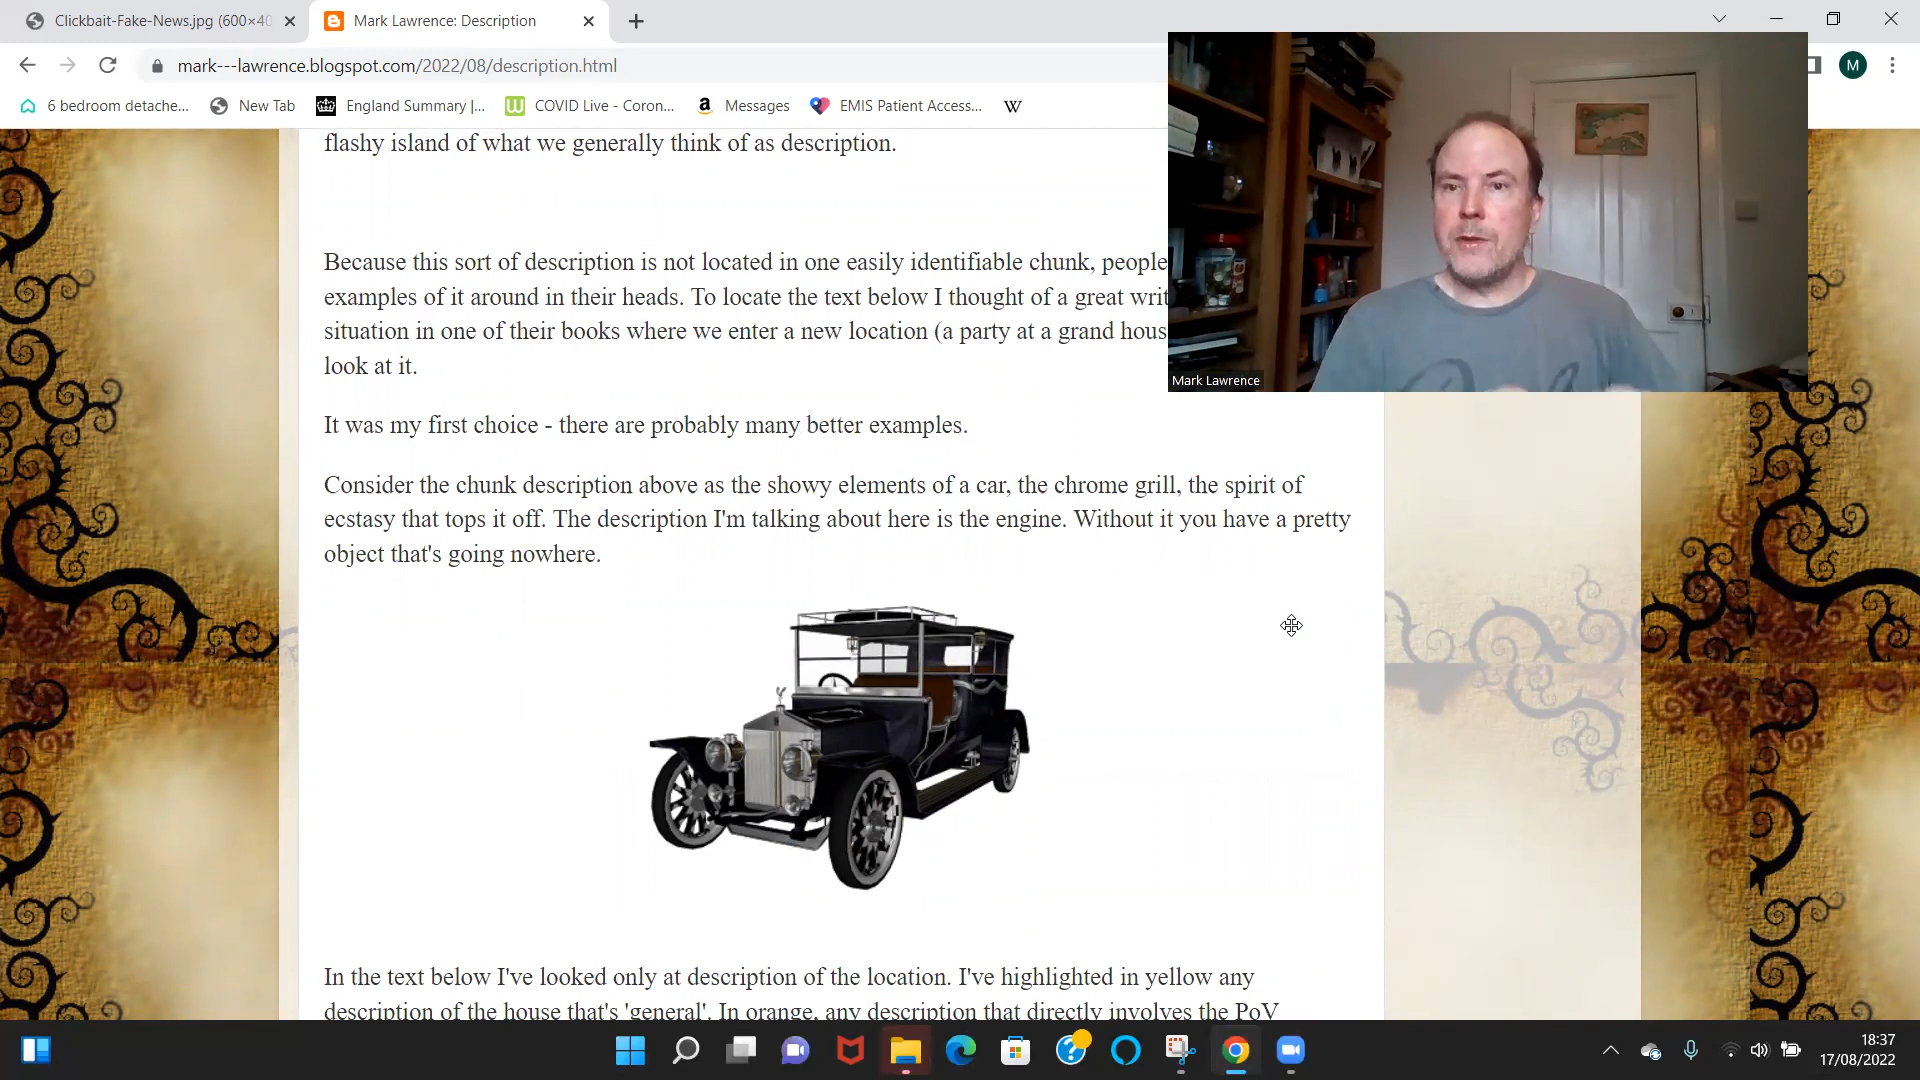 Clickbait-Fake-News.jpg (600×40
Mark Lawrence: Description
mark---lawrence.blogspot.com/2022/08/description.html
M
6 bedroom detache...
New Tab
England Summary |...
COVID Live - Coron...
Messages
EMIS Patient Access...
W
flashy island of what we generally think of as description.
Because this sort of description is not located in one easily identifiable chunk, people
examples of it around in their heads. To locate the text below I thought of a great writ
situation in one of their books where we enter a new location (a party at a grand hous
look at it.
Mark Lawrence
It was my first choice - there are probably many better examples.
Consider the chunk description above as the showy elements of a car, the chrome grill, the spirit of
ecstasy that tops it off. The description I'm talking about here is the engine. Without it you have a pretty
object that's going nowhere.
In the text below I've looked only at description of the location. I've highlighted in yellow any
description of the house that's 'general'. In orange, any description that directly involves the PoV
18:37
17/08/2022